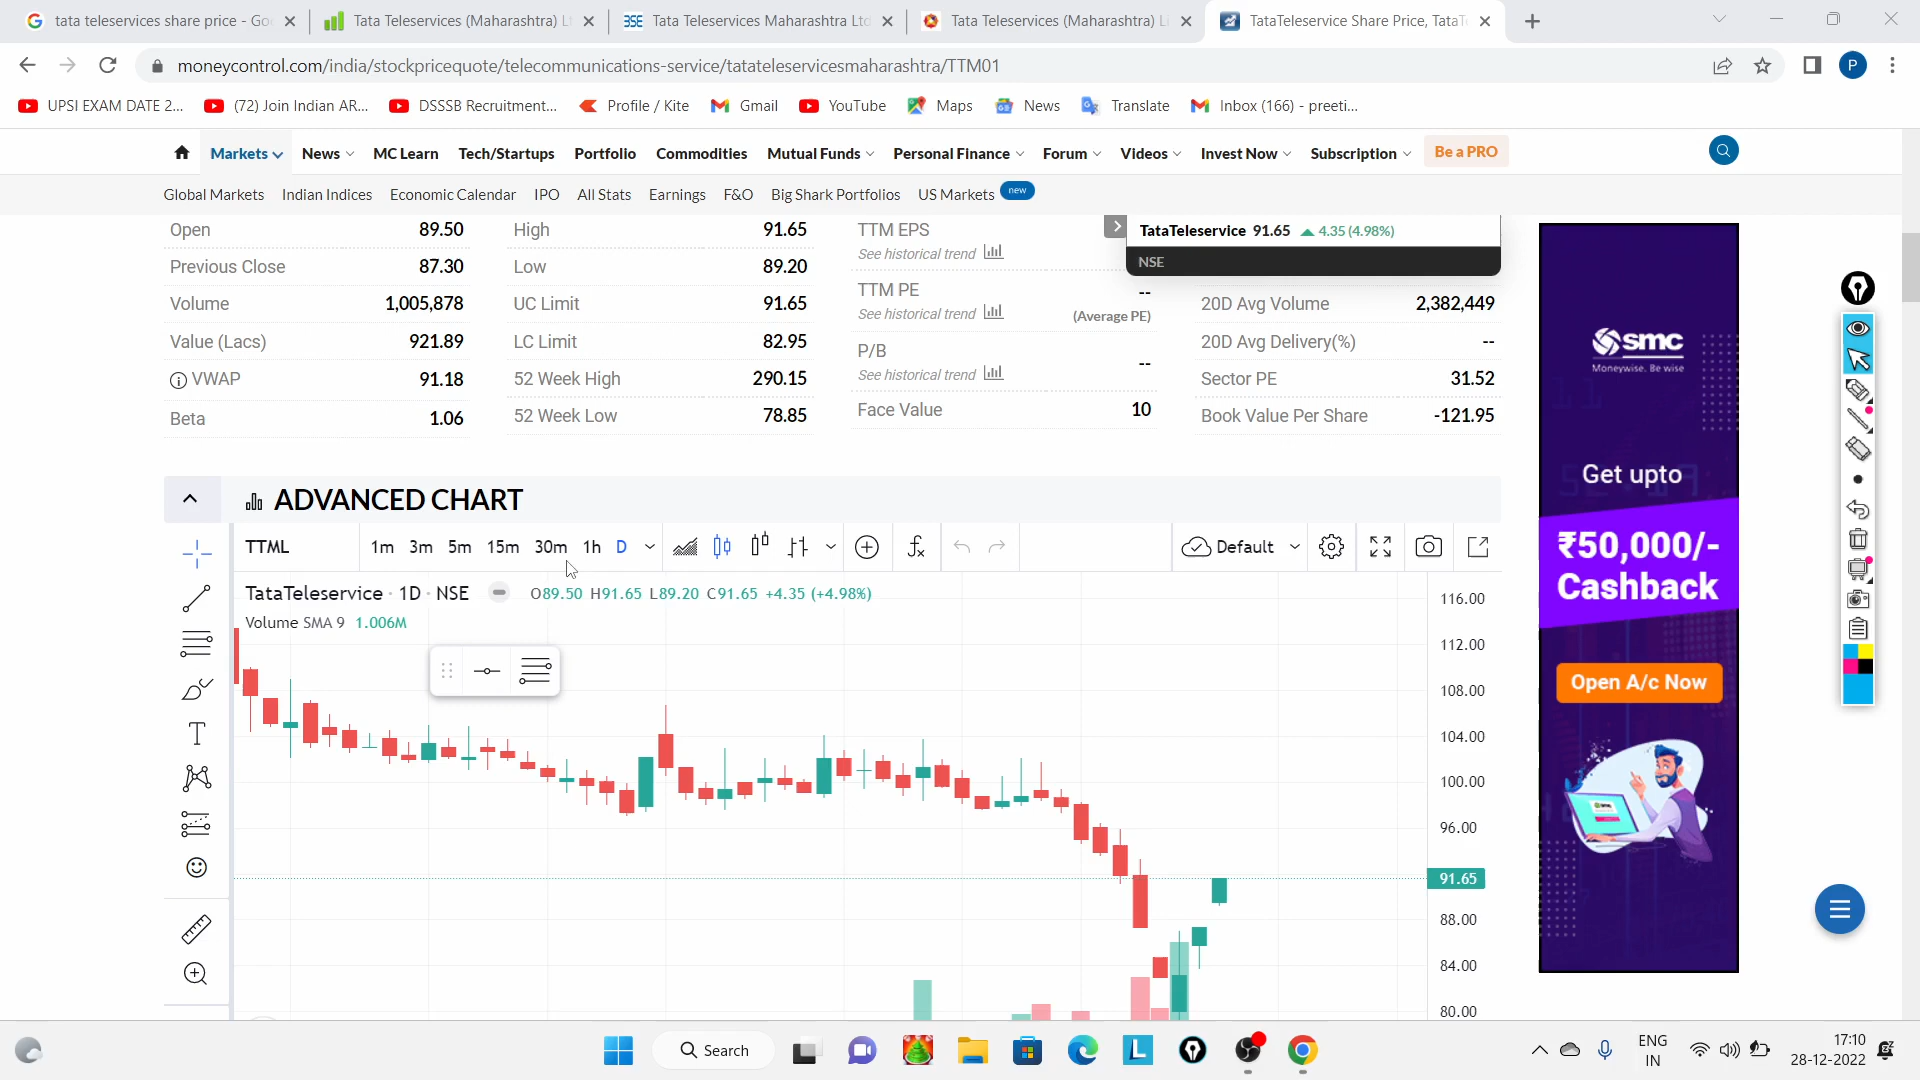 tata teleservices share price - Go
Tata Teleservices (Maharashtra) L
BSE
Tata Teleservices Maharashtra Ltd
Tata Teleservices (Maharashtra) Li
TataTeleservice Share Price, TataT
moneycontrol.com/india/stockpricequote/telecommunications-service/tatateleservicesmaharashtra/TTM01
P
UPSI EXAM DATE 2...
(72) Join Indian AR...
DSSSB Recruitment...
Profile / Kite
Gmail
YouTube
Maps
News
Translate
Inbox (166) - preeti...
Markets
News
MC Learn
Tech/Startups
Portfolio
Commodities
Mutual Funds
Personal Finance
Forum
Videos
Invest Now
Subscription
Be a PRO
Global Markets
Indian Indices
Economic Calendar
IPO
All Stats
Earnings
F&O
Big Shark Portfolios
US Markets
new
Open 89.50
Previous Close 87.30
Volume 1,005,878
Value (Lacs) 921.89
VWAP 91.18
Beta 1.06
High 91.65
Low 89.20
UC Limit 91.65
LC Limit 82.95
52 Week High 290.15
52 Week Low 78.85
TTM EPS
See historical trend
TTM PE --
See historical trend (Average PE)
P/B --
See historical trend
Face Value 10
TataTeleservice 91.65 4.35 (4.98%)
NSE
20D Avg Volume 2,382,449
20D Avg Delivery(%) --
Sector PE 31.52
Book Value Per Share -121.95
ADVANCED CHART
TTML
1m 3m 5m 15m 30m 1h D
Default
TataTeleservice · 1D · NSE
O89.50 H91.65 L89.20 C91.65 +4.35 (+4.98%)
Volume SMA 9 1.006M
116.00
112.00
108.00
104.00
100.00
96.00
91.65
88.00
84.00
80.00
smc
Moneywise. Be wise
Get upto
₹50,000/-
Cashback
Open A/c Now
Search
L
ENG
IN
17:10
28-12-2022